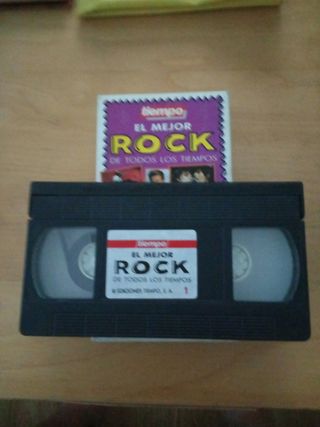 tiempo
EL MEJOR
ROCK
DE TODOS LOS TIEMPOS
tiempo
EL MEJOR
ROCK
DE TODOS LOS TIEMPOS
EDICIONES TIEMPO, S. A. 1